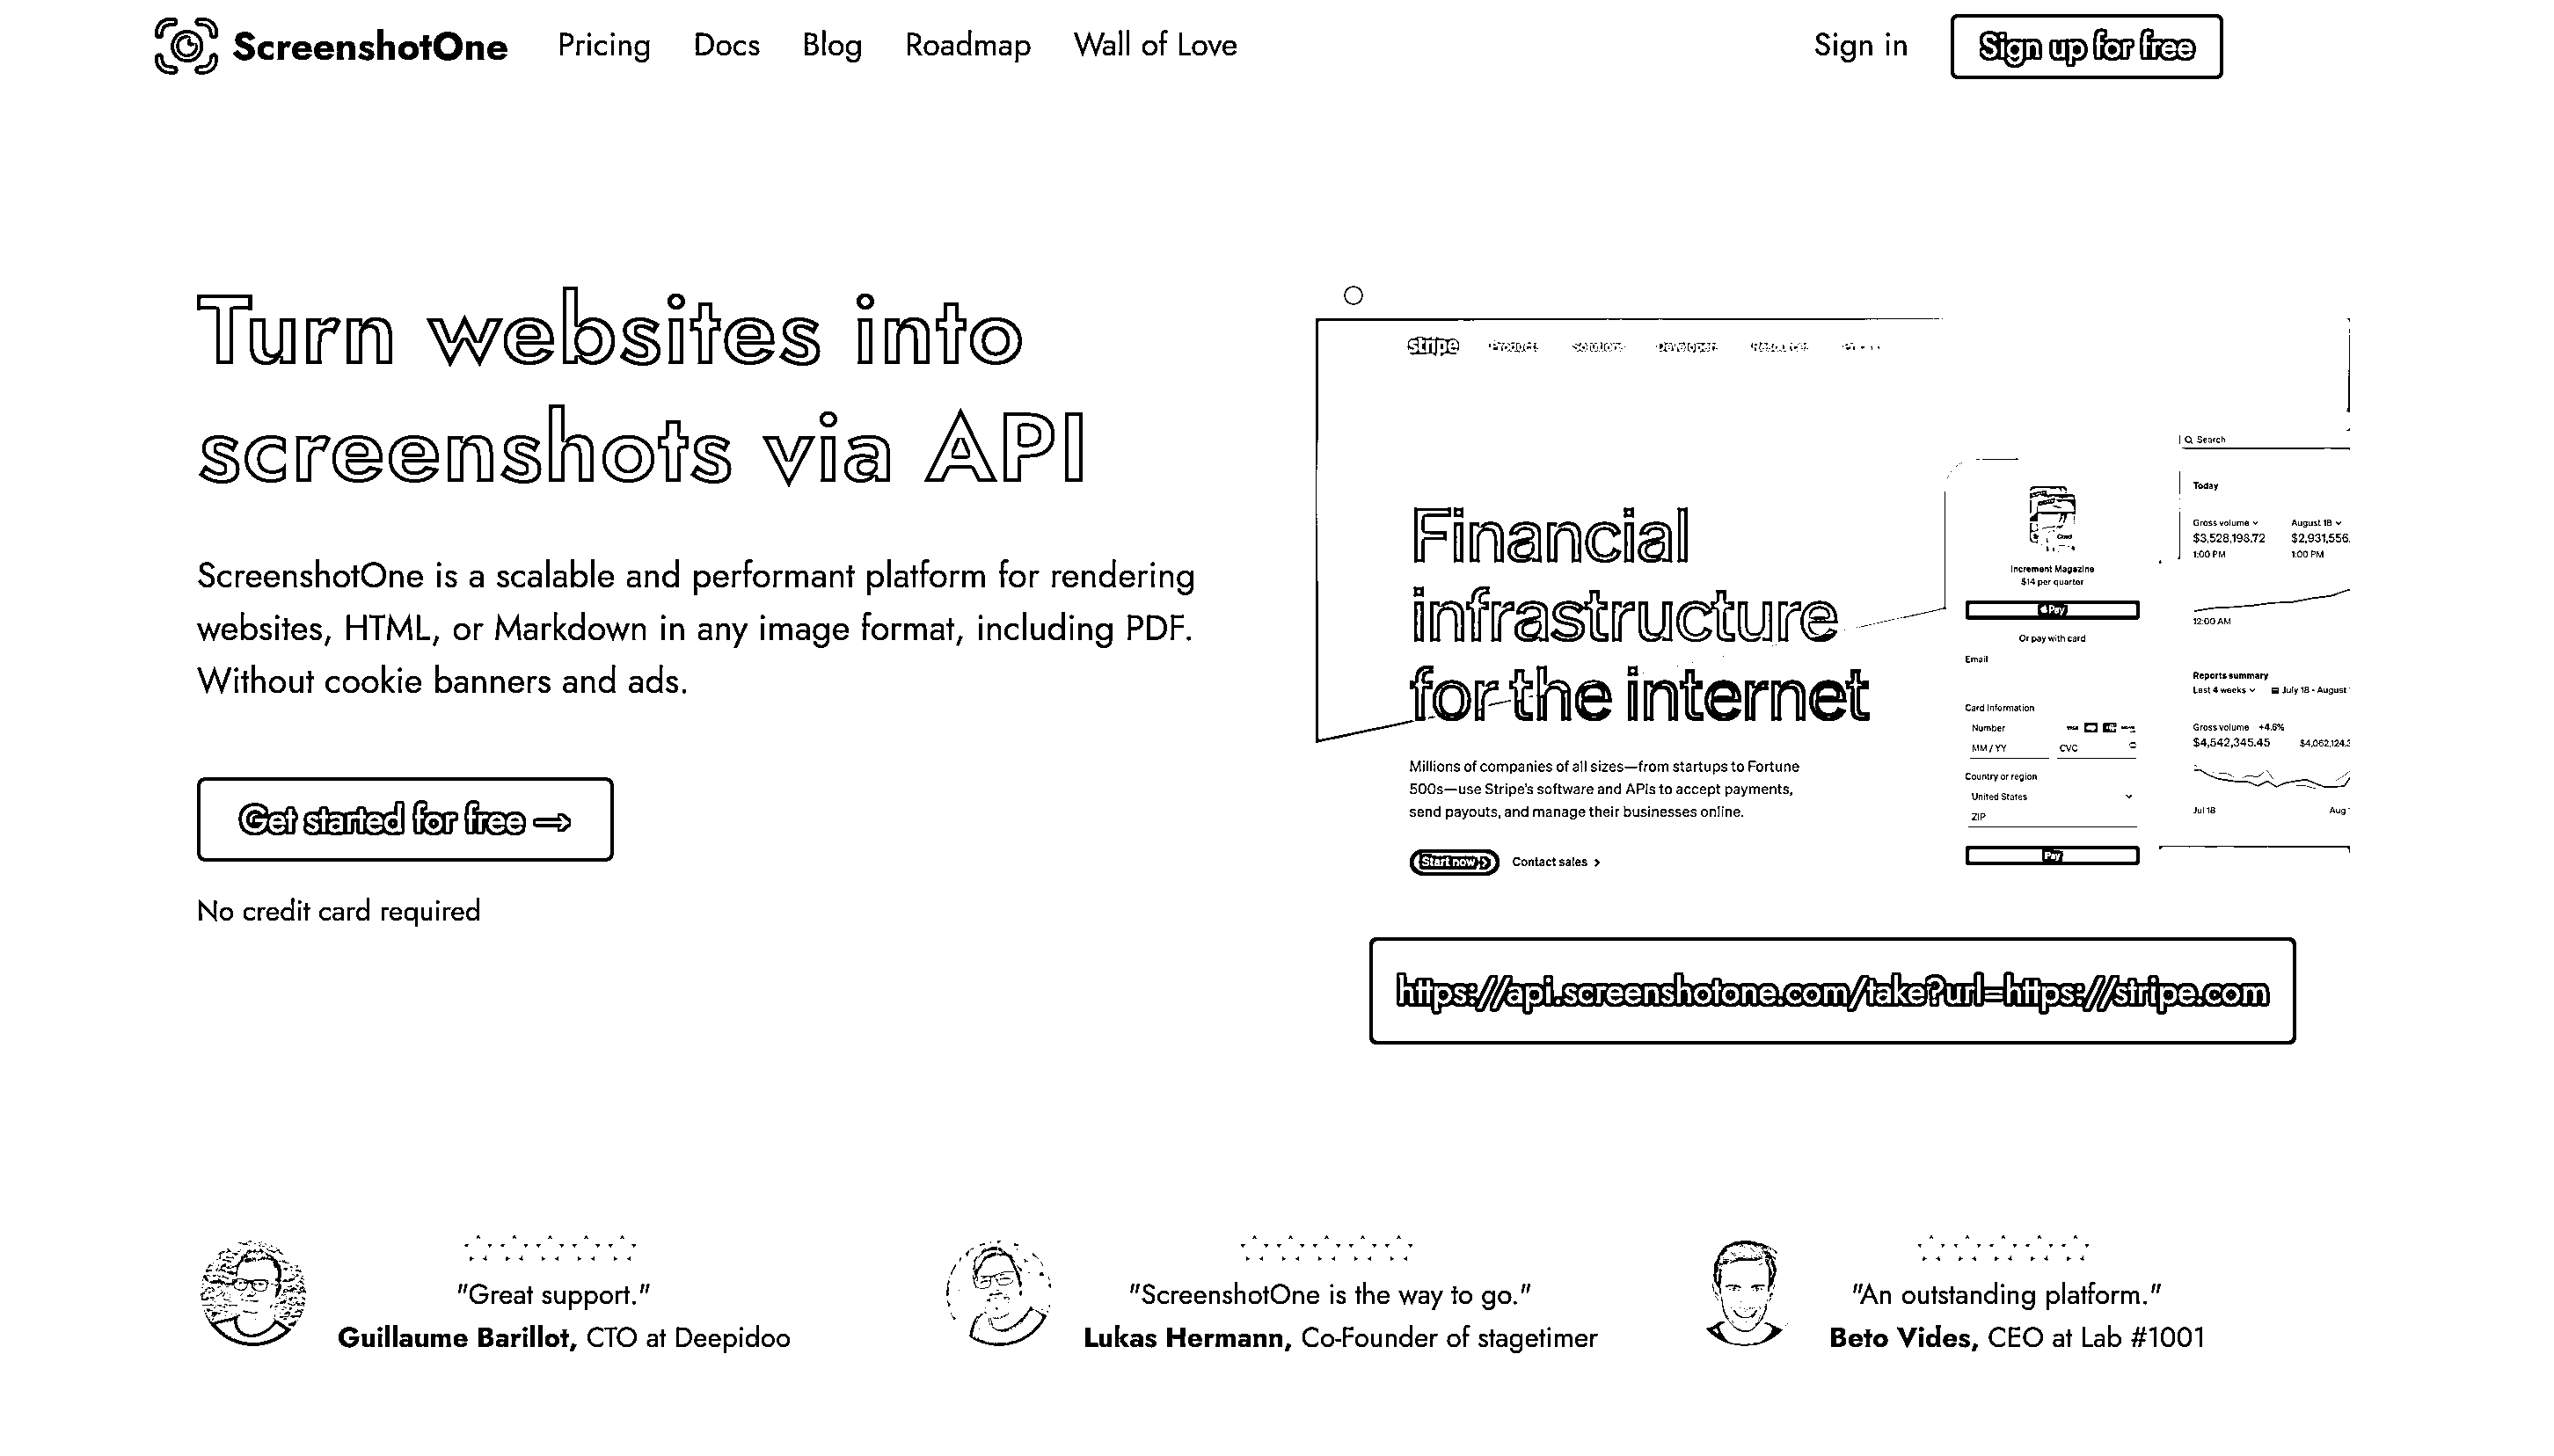 ScreenshotOne
Pricing
Docs
Blog
Roadmap
Wall of Love
Sign in
Sign up for free
Turn websites into
screenshots via API
ScreenshotOne is a scalable and performant platform for rendering
websites, HTML, or Markdown in any image format, including PDF.
Without cookie banners and ads.
Get started for free →
No credit card required
stripe
Financial
infrastructure
for the internet
Millions of companies of all sizes—from startups to Fortune
500s—use Stripe's software and APIs to accept payments,
send payouts, and manage their businesses online.
Start now
Contact sales
Increment Magazine
$14 per quarter
Pay
Or pay with card
Email
Card Information
Number
MM / YY
CVC
Country or region
United States
ZIP
Pay
Search
Today
Gross volume
August 18
$3,528,198.72
$2,931,556.
1:00 PM
1:00 PM
12:00 AM
Reports summary
Last 4 weeks
July 18 - August
Gross volume +4.6%
$4,542,345.45
$4,062,124.
Jul 18
Aug
https://api.screenshotone.com/take?url=https://stripe.com
"Great support."
Guillaume Barillot, CTO at Deepidoo
"ScreenshotOne is the way to go."
Lukas Hermann, Co-Founder of stagetimer
"An outstanding platform."
Beto Vides, CEO at Lab #1001